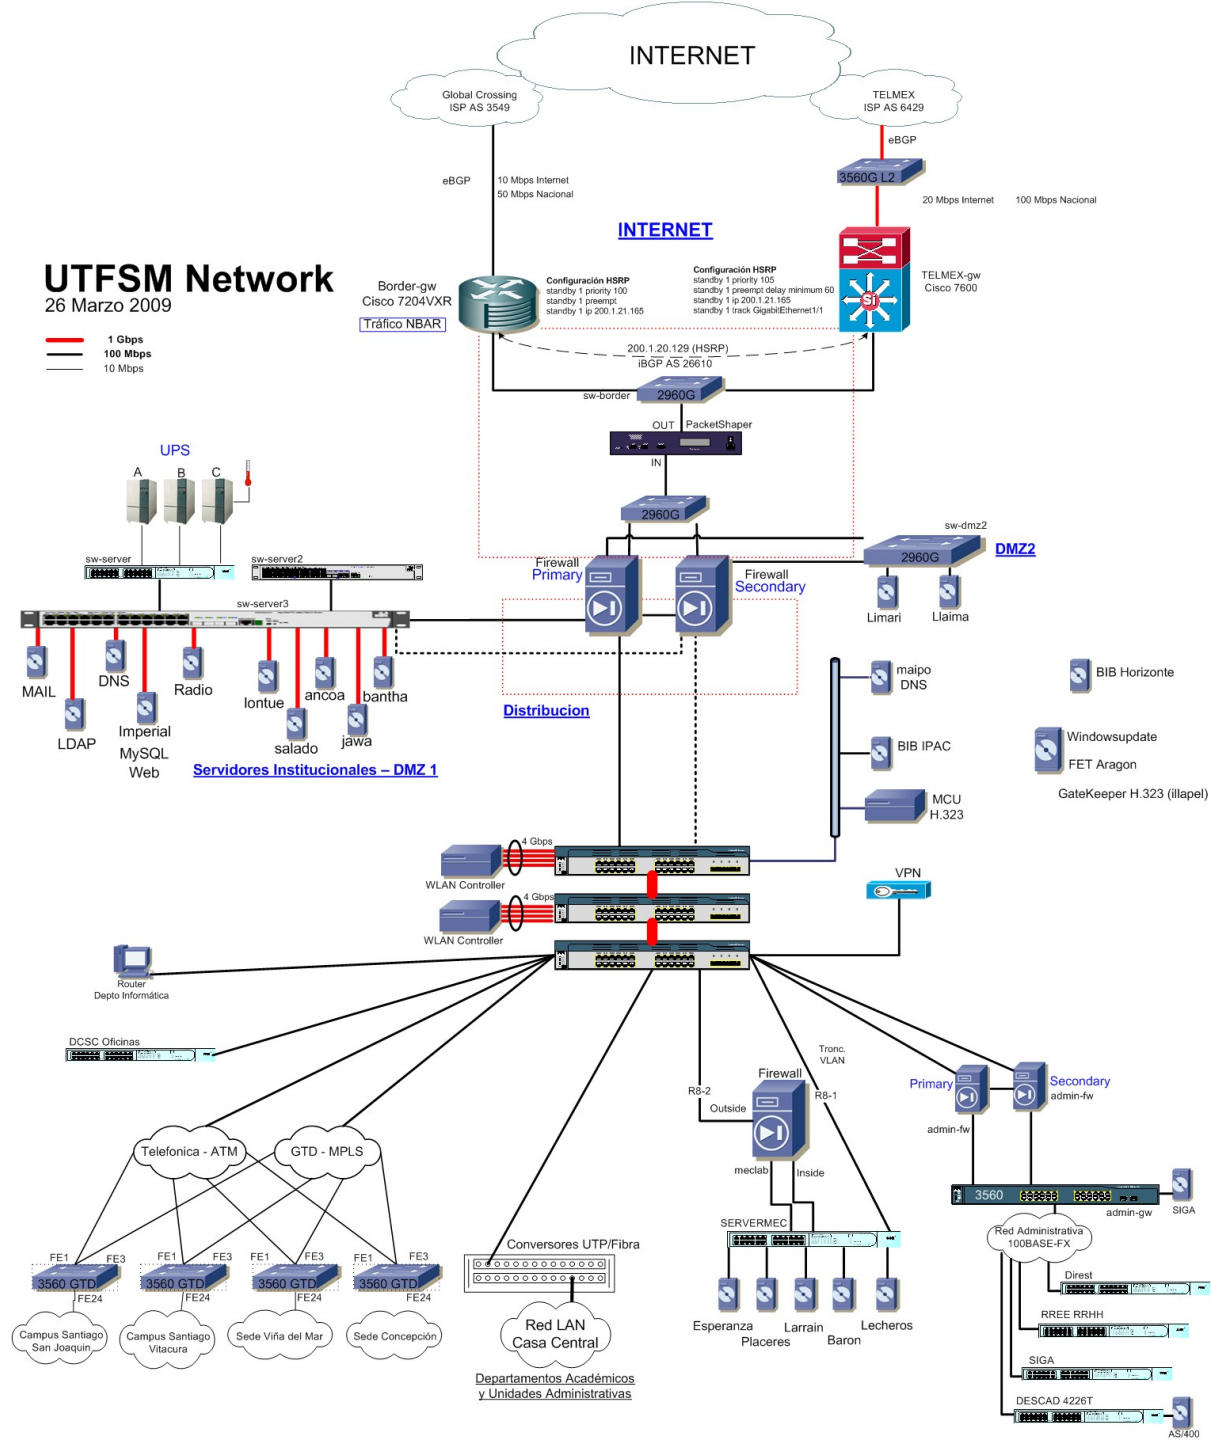 INTERNET
Global Crossing
ISP AS 3549
TELMEX
ISP AS 6429
eBGP
3560G L2
eBGP
10 Mbps Internet
50 Mbps Nacional
20 Mbps Internet
100 Mbps Nacional
INTERNET
UTFSM Network
26 Marzo 2009
1 Gbps
100 Mbps
10 Mbps
Border-gw
Cisco 7204VXR
Tráfico NBAR
Configuración HSRP
standby 1 priority 100
standby 1 preempt
standby 1 ip 200.1.21.165
Configuración HSRP
standby 1 priority 105
standby 1 preempt delay minimum 60
standby 1 ip 200.1.21.165
standby 1 track GigabitEthernet1/1
Si
TELMEX-gw
Cisco 7600
200.1.20.129 (HSRP)
iBGP AS 26610
sw-border
2960G
OUT
PacketShaper
IN
2960G
UPS
A
B
C
sw-server
sw-server2
sw-server3
Firewall
Primary
Firewall
Secondary
sw-dmz2
2960G
DMZ2
Limari
Llaima
MAIL
LDAP
DNS
Imperial
MySQL
Web
Radio
lontue
salado
ancoa
jawa
bantha
Servidores Institucionales – DMZ 1
Distribucion
maipo
DNS
BIB IPAC
MCU
H.323
BIB Horizonte
Windowsupdate
FET Aragon
GateKeeper H.323 (illapel)
4 Gbps
WLAN Controller
4 Gbps
WLAN Controller
VPN
Router
Depto Informática
DCSC Oficinas
Telefonica - ATM
GTD - MPLS
FE1
FE3
FE1
FE3
FE1
FE3
FE1
FE3
3560 GTD
3560 GTD
3560 GTD
3560 GTD
FE24
FE24
FE24
FE24
Campus Santiago
San Joaquin
Campus Santiago
Vitacura
Sede Viña del Mar
Sede Concepción
Conversores UTP/Fibra
Red LAN
Casa Central
Departamentos Académicos
y Unidades Administrativas
R8-2
Firewall
Outside
meclab
Inside
Tronc.
VLAN
R8-1
SERVERMEC
Esperanza
Placeres
Larrain
Baron
Lecheros
Primary
admin-fw
Secondary
admin-fw
3560
admin-gw
SIGA
Red Administrativa
100BASE-FX
Direst
RREE RRHH
SIGA
DESCAD 4226T
AS/400